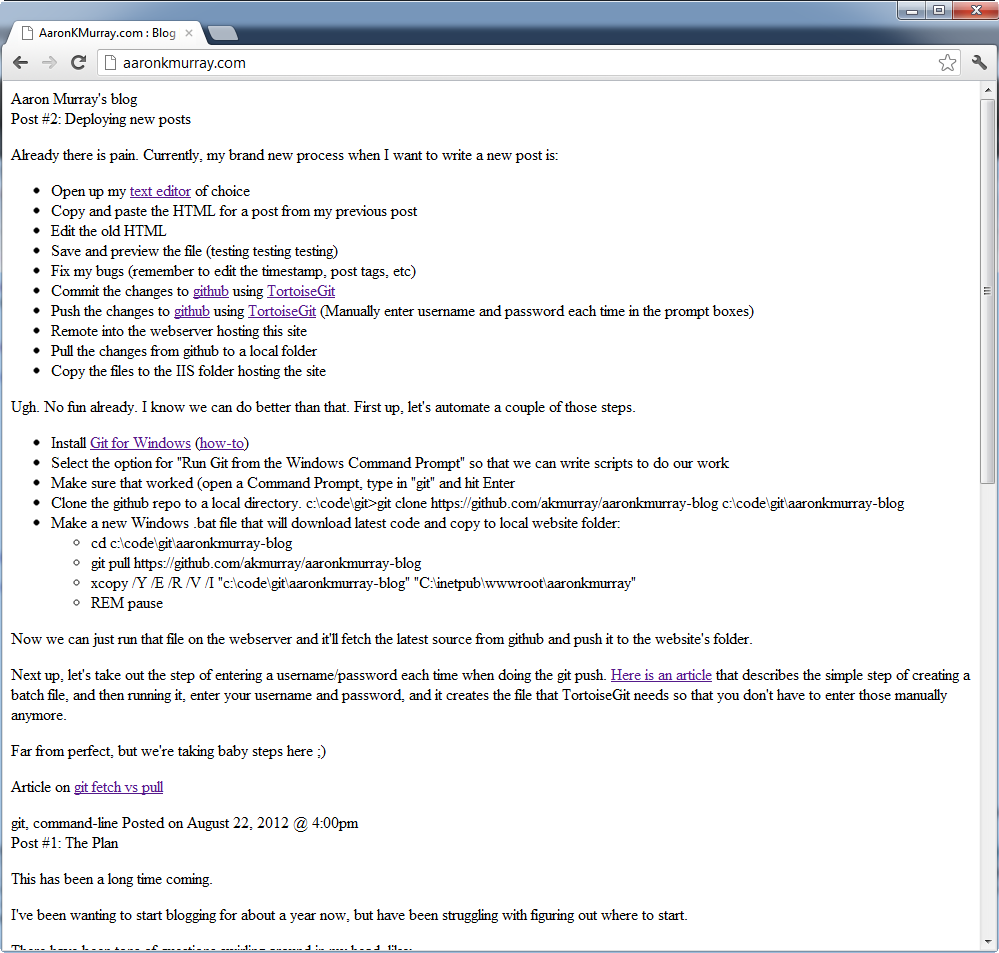 AaronKMurray.com : Blog
aaronkmurray.com
Aaron Murray's blog
Post #2: Deploying new posts
Already there is pain. Currently, my brand new process when I want to write a new post is:
Open up my text editor of choice
Copy and paste the HTML for a post from my previous post
Edit the old HTML
Save and preview the file (testing testing testing)
Fix my bugs (remember to edit the timestamp, post tags, etc)
Commit the changes to github using TortoiseGit
Push the changes to github using TortoiseGit (Manually enter username and password each time in the prompt boxes)
Remote into the webserver hosting this site
Pull the changes from github to a local folder
Copy the files to the IIS folder hosting the site
Ugh. No fun already. I know we can do better than that. First up, let's automate a couple of those steps.
Install Git for Windows (how-to)
Select the option for "Run Git from the Windows Command Prompt" so that we can write scripts to do our work
Make sure that worked (open a Command Prompt, type in "git" and hit Enter
Clone the github repo to a local directory. c:\code\git>git clone https://github.com/akmurray/aaronkmurray-blog c:\code\git\aaronkmurray-blog
Make a new Windows .bat file that will download latest code and copy to local website folder:
cd c:\code\git\aaronkmurray-blog
git pull https://github.com/akmurray/aaronkmurray-blog
xcopy /Y /E /R /V /I "c:\code\git\aaronkmurray-blog" "C:\inetpub\wwwroot\aaronkmurray"
REM pause
Now we can just run that file on the webserver and it'll fetch the latest source from github and push it to the website's folder.
Next up, let's take out the step of entering a username/password each time when doing the git push. Here is an article that describes the simple step of creating a
batch file, and then running it, enter your username and password, and it creates the file that TortoiseGit needs so that you don't have to enter those manually
anymore.
Far from perfect, but we're taking baby steps here ;)
Article on git fetch vs pull
git, command-line Posted on August 22, 2012 @ 4:00pm
Post #1: The Plan
This has been a long time coming.
I've been wanting to start blogging for about a year now, but have been struggling with figuring out where to start.
There have been tons of questions swirling around in my head, like: